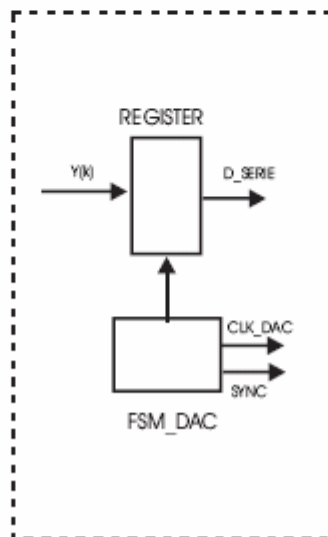 REGISTER
Y(k)
D_SERIE
CLK_DAC
SYNC
FSM_DAC